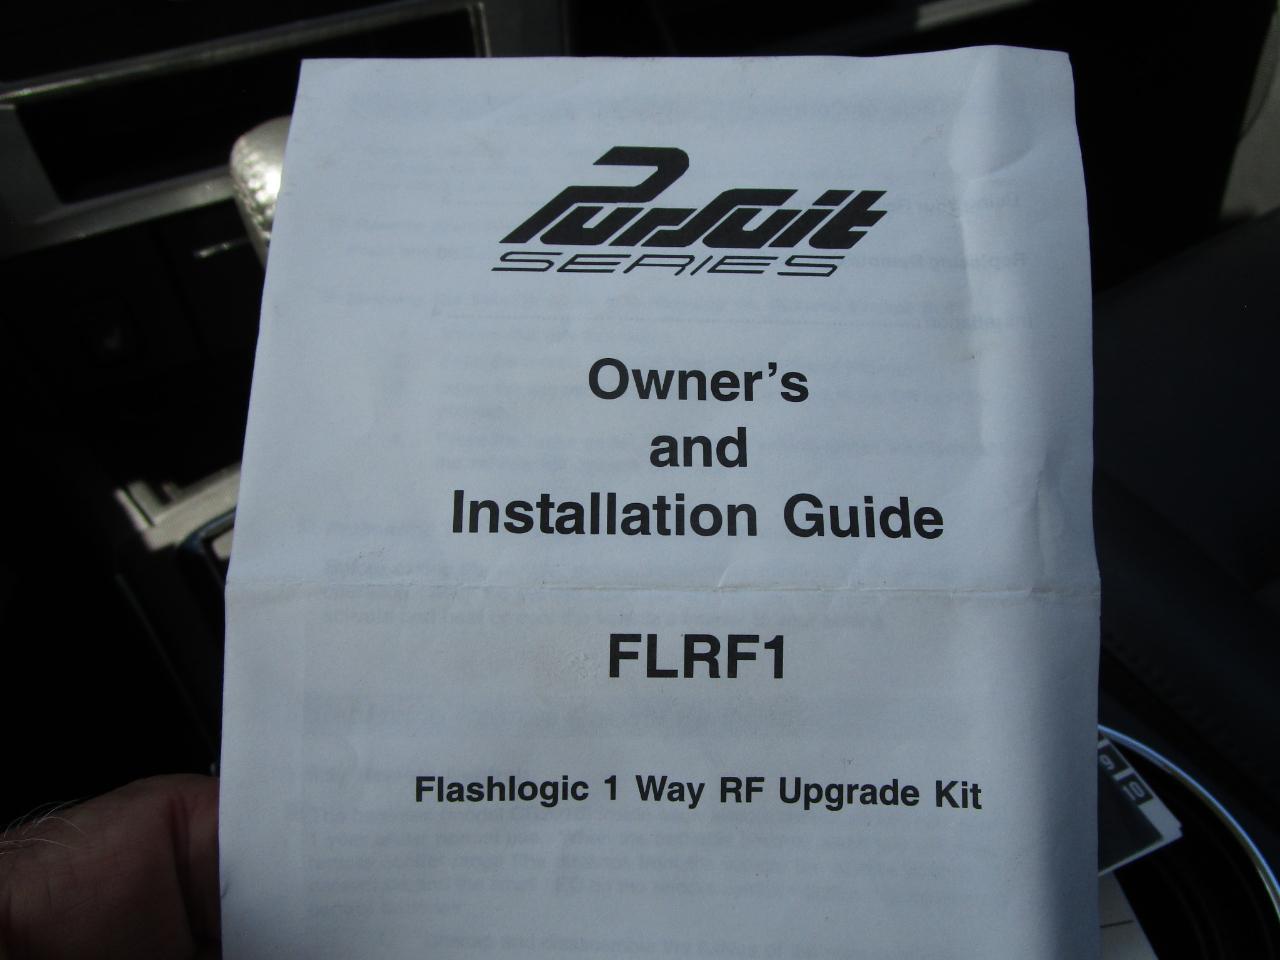 Pursuit
SERIES
Owner's
and
Installation Guide
FLRF1
Flashlogic 1 Way RF Upgrade Kit